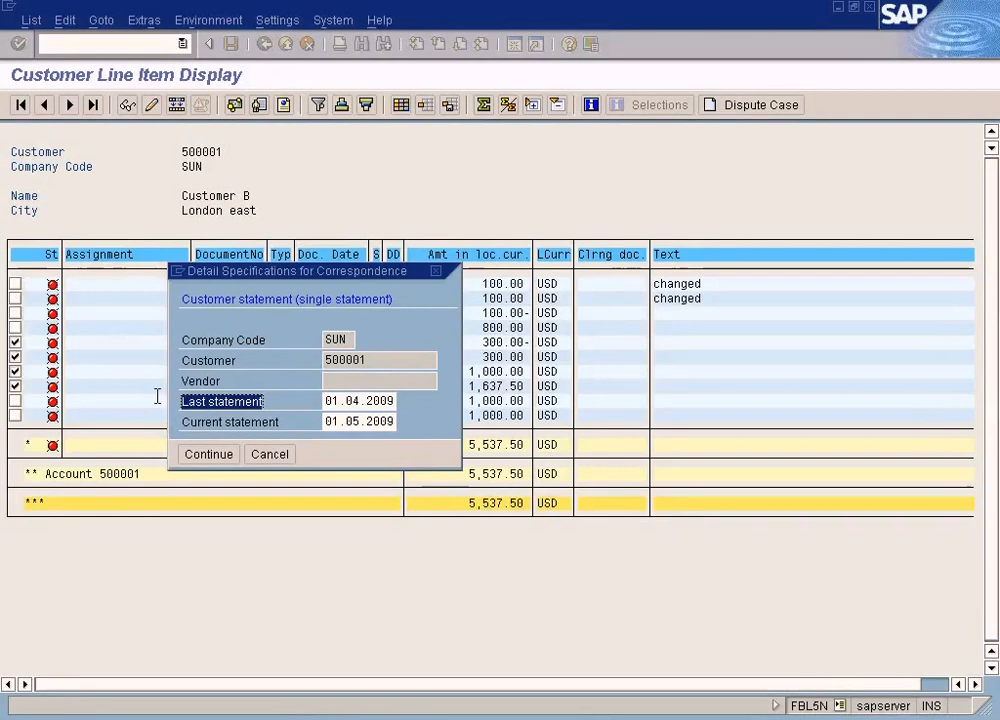 List Edit Goto Extras Environment Settings System Help
SAP
Customer Line Item Display
Selections Dispute Case
Customer 500001
Company Code SUN
Name Customer B
City London east
St Assignment DocumentNo Typ Doc. Date S DD Amt in loc.cur. LCurr Clrng doc. Text
100.00 USD changed
100.00 USD changed
100.00- USD
800.00 USD
300.00- USD
300.00 USD
1,000.00 USD
1,637.50 USD
1,000.00 USD
1,000.00 USD
* 5,537.50 USD
** Account 500001 5,537.50 USD
*** 5,537.50 USD
Detail Specifications for Correspondence
Customer statement (single statement)
Company Code SUN
Customer 500001
Vendor
Last statement 01.04.2009
Current statement 01.05.2009
Continue Cancel
FBL5N sapserver INS